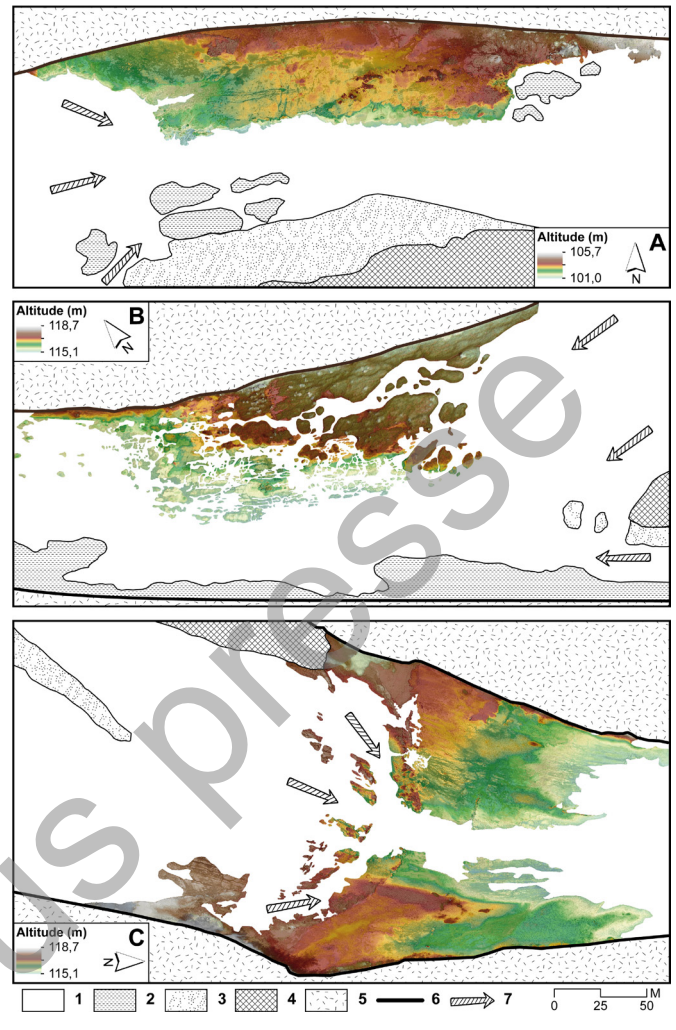 Altitude (m)
105,7
101,0
N
A
Altitude (m)
118,7
115,1
N
B
Altitude (m)
118,7
115,1
N
C
1 2 3 4 5 6 7
0 25 50 M
us presse